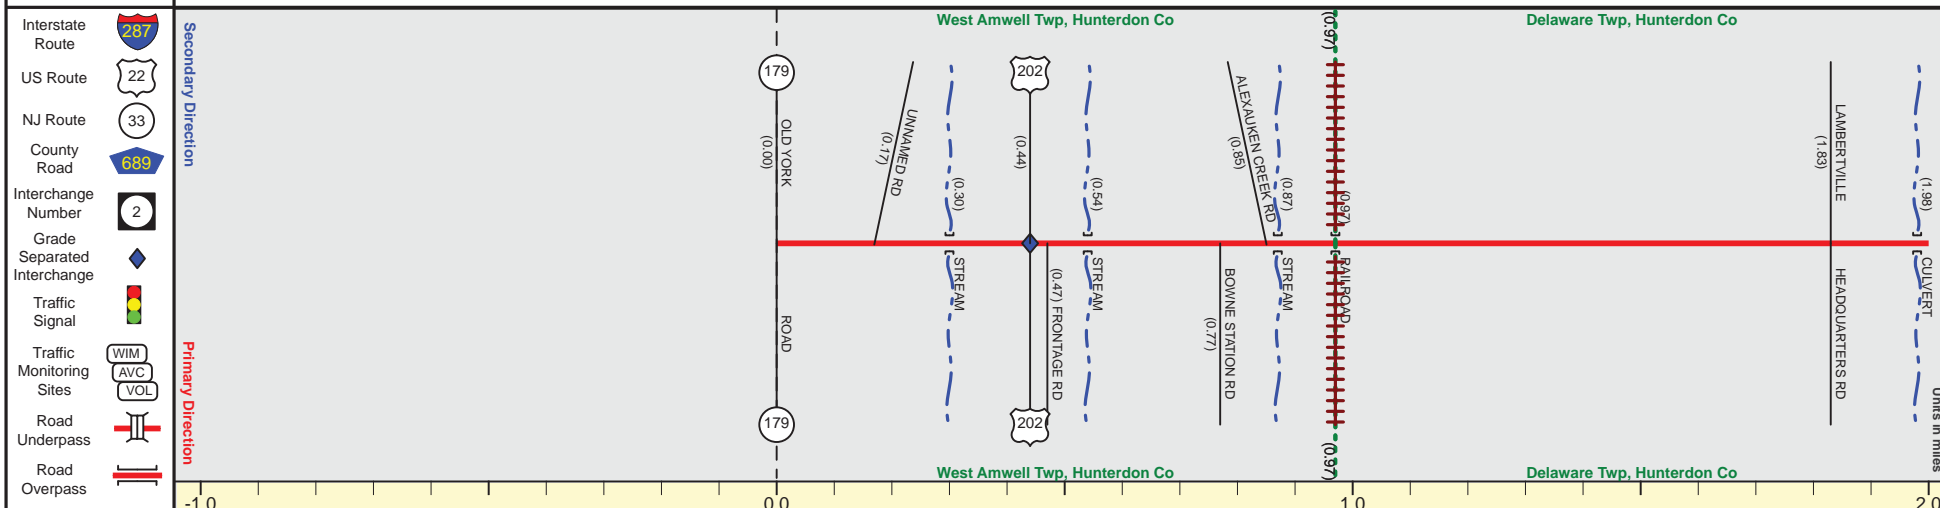 Interstate
Route
287
US Route
22
NJ Route
33
County
Road
689
Interchange
Number
2
Grade
Separated
Interchange
Traffic
Signal
Traffic
Monitoring
Sites
WIM
AVC
VOL
Road
Underpass
Road
Overpass
Secondary Direction
Primary Direction
West Amwell Twp, Hunterdon Co
(0.97)
Delaware Twp, Hunterdon Co
179
OLD YORK
(0.00)
ROAD
179
UNNAMED RD
(0.17)
(0.30)
STREAM
202
(0.44)
202
(0.47) FRONTAGE RD
(0.54)
STREAM
BOWNE STATION RD
(0.77)
ALEXAUKEN CREEK RD
(0.85)
(0.87)
STREAM
(0.97)
RAILROAD
LAMBERTVILLE
(1.83)
HEADQUARTERS RD
(1.98)
CULVERT
Units in miles
West Amwell Twp, Hunterdon Co
(0.97)
Delaware Twp, Hunterdon Co
-1.0
0.0
1.0
2.0